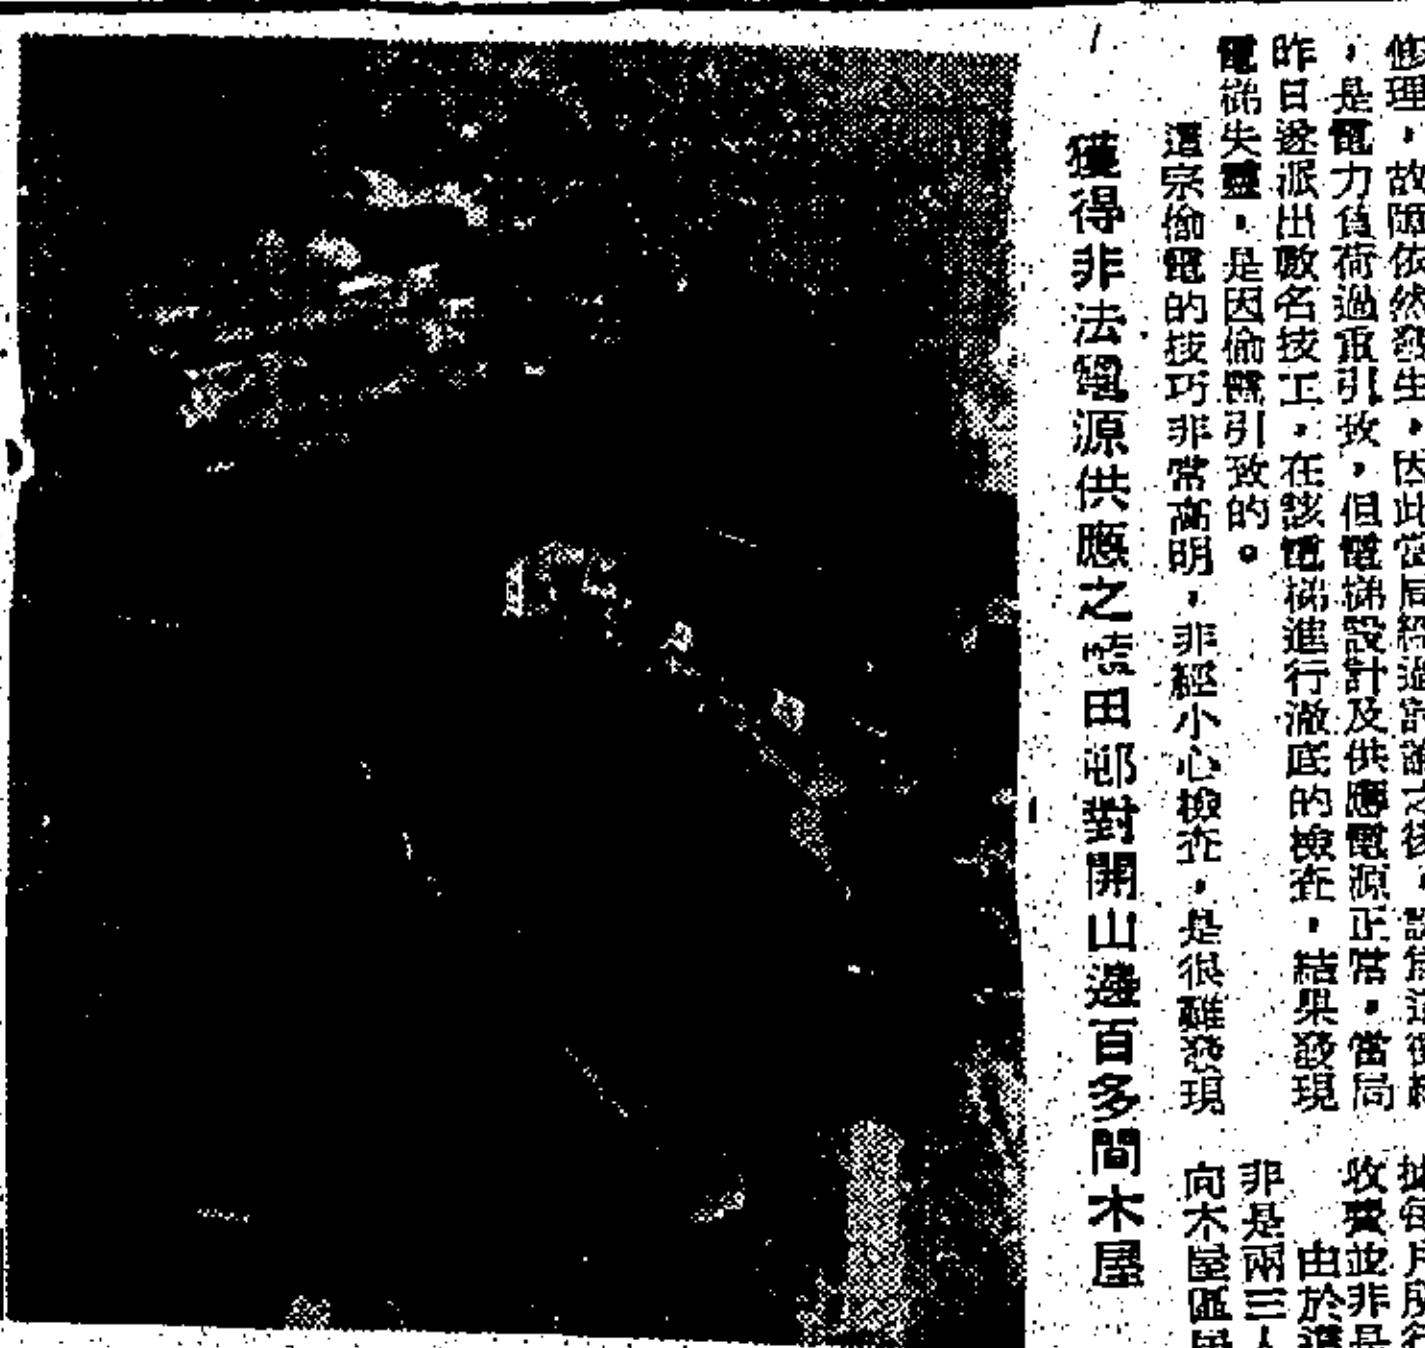 修理，故障依然發生，因此當局經過討論之後，認為這
，是電力負荷過重引致，但電梯設計及供應電源正常，當局
昨日遂派出數名技工，在該電梯進行澈底的檢查，結果發現
電梯失靈，是因偷電引致的。
這宗偷電的技巧非常高明，非經小心檢查，是很難發現
收費並非是
由於這
非是兩三人
向木屋區居
獲得非法電源供應之藍田邨對開山邊百多間木屋